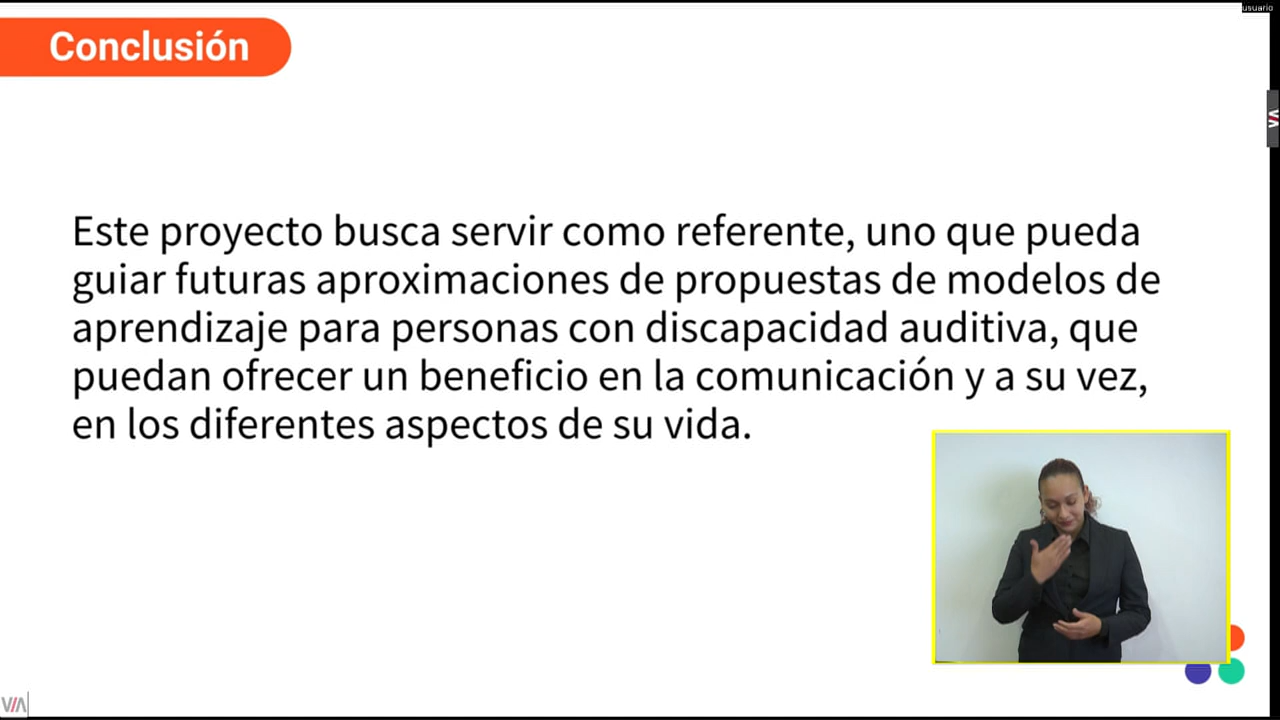 usuario
Conclusión
Este proyecto busca servir como referente, uno que pueda
guiar futuras aproximaciones de propuestas de modelos de
aprendizaje para personas con discapacidad auditiva, que
puedan ofrecer un beneficio en la comunicación y a su vez,
en los diferentes aspectos de su vida.
VIA